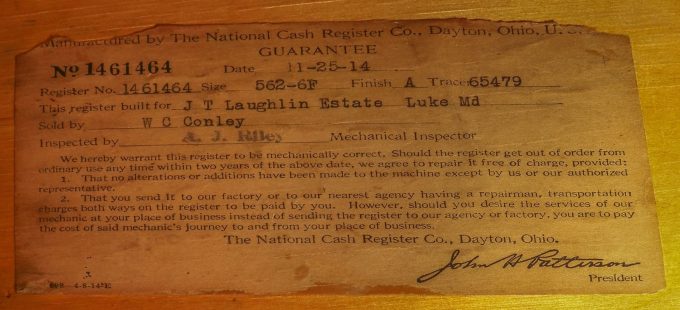 Manufactured by The National Cash Register Co., Dayton, Ohio, U. S.
GUARANTEE
No 1461464 Date 11-25-14
Register No. 1461464 Size 562-6F Finish A Trace 65479
This register built for J T Laughlin Estate Luke Md
Sold by W C Conley
Inspected by A. J. Riley Mechanical Inspector
We hereby warrant this register to be mechanically correct. Should the register get out of order from
ordinary use any time within two years of the above date, we agree to repair it free of charge, provided:
1. That no alterations or additions have been made to the machine except by us or our authorized
representative.
2. That you send it to our factory or to our nearest agency having a repairman, transportation
charges both ways on the register to be paid by you. However, should you desire the services of our
mechanic at your place of business instead of sending the register to our agency or factory, you are to pay
the cost of said mechanic's journey to and from your place of business.
The National Cash Register Co., Dayton, Ohio.
John H Patterson
President